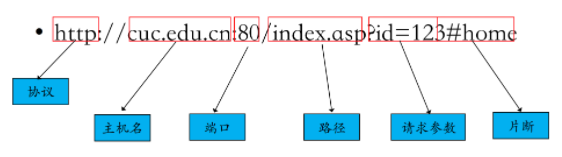 • http://cuc.edu.cn:80/index.asp?id=123#home
协议
主机名
端口
路径
请求参数
片断